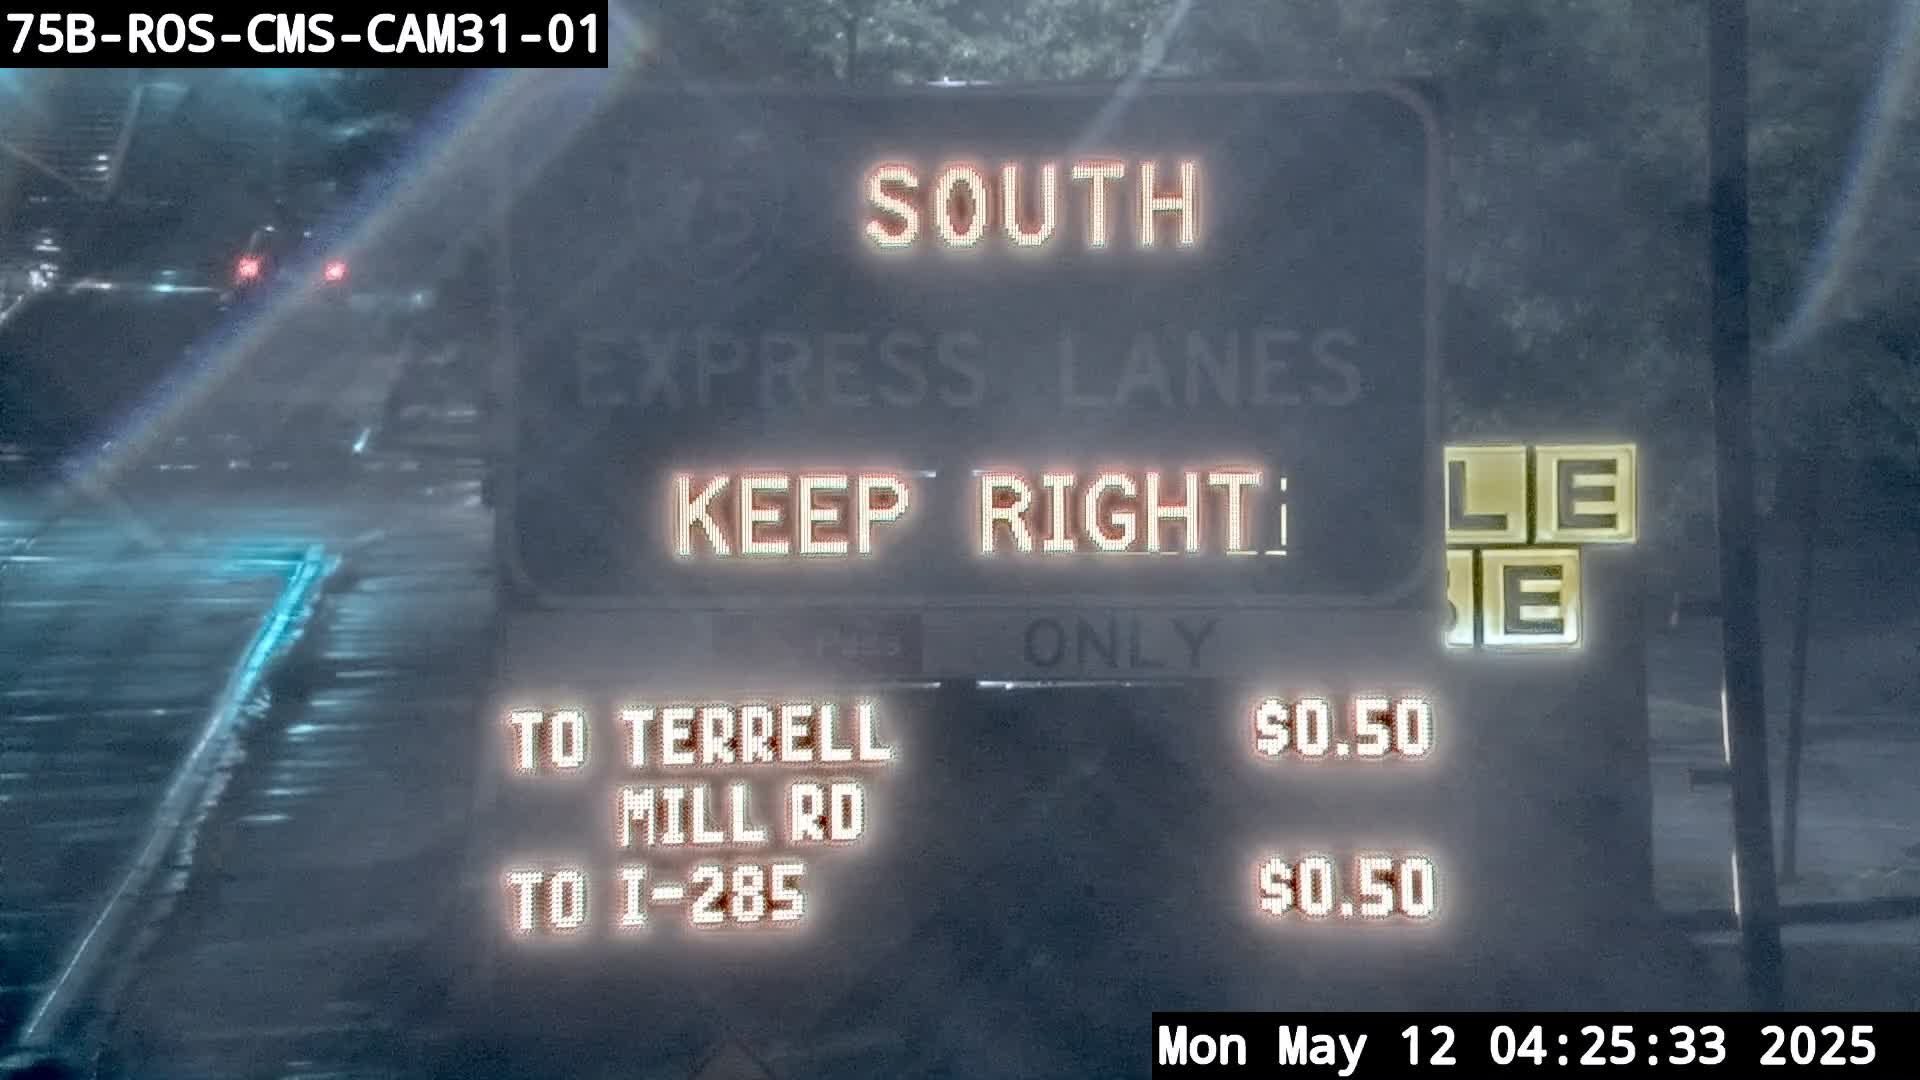 75B-ROS-CMS-CAM31-01
SOUTH
EXPRESS LANES
KEEP RIGHT
LE
E
ONLY
TO TERRELL $0.50
MILL RD
TO I-285 $0.50
Mon May 12 04:25:33 2025